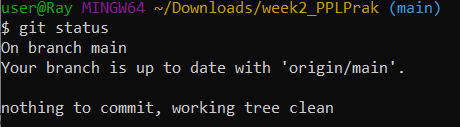 user@Ray MINGW64 ~/Downloads/week2_PPLPrak (main)
$ git status
On branch main
Your branch is up to date with 'origin/main'.
nothing to commit, working tree clean